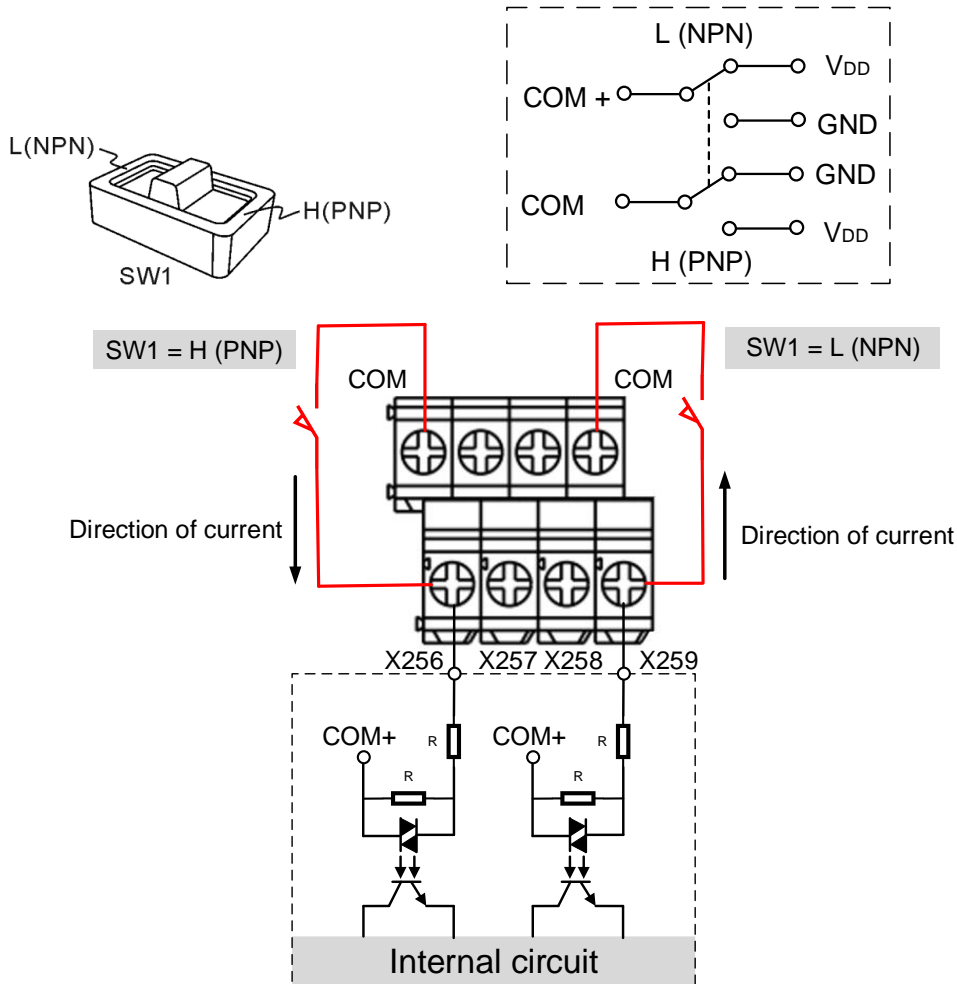 L (NPN)
VDD
COM +
GND
L(NPN)
GND
H(PNP)
COM
VDD
H (PNP)
SW1
SW1 = H (PNP)
SW1 = L (NPN)
COM
COM
Direction of current
Direction of current
X256
X257
X258
X259
COM+
R
COM+
R
R
R
Internal circuit